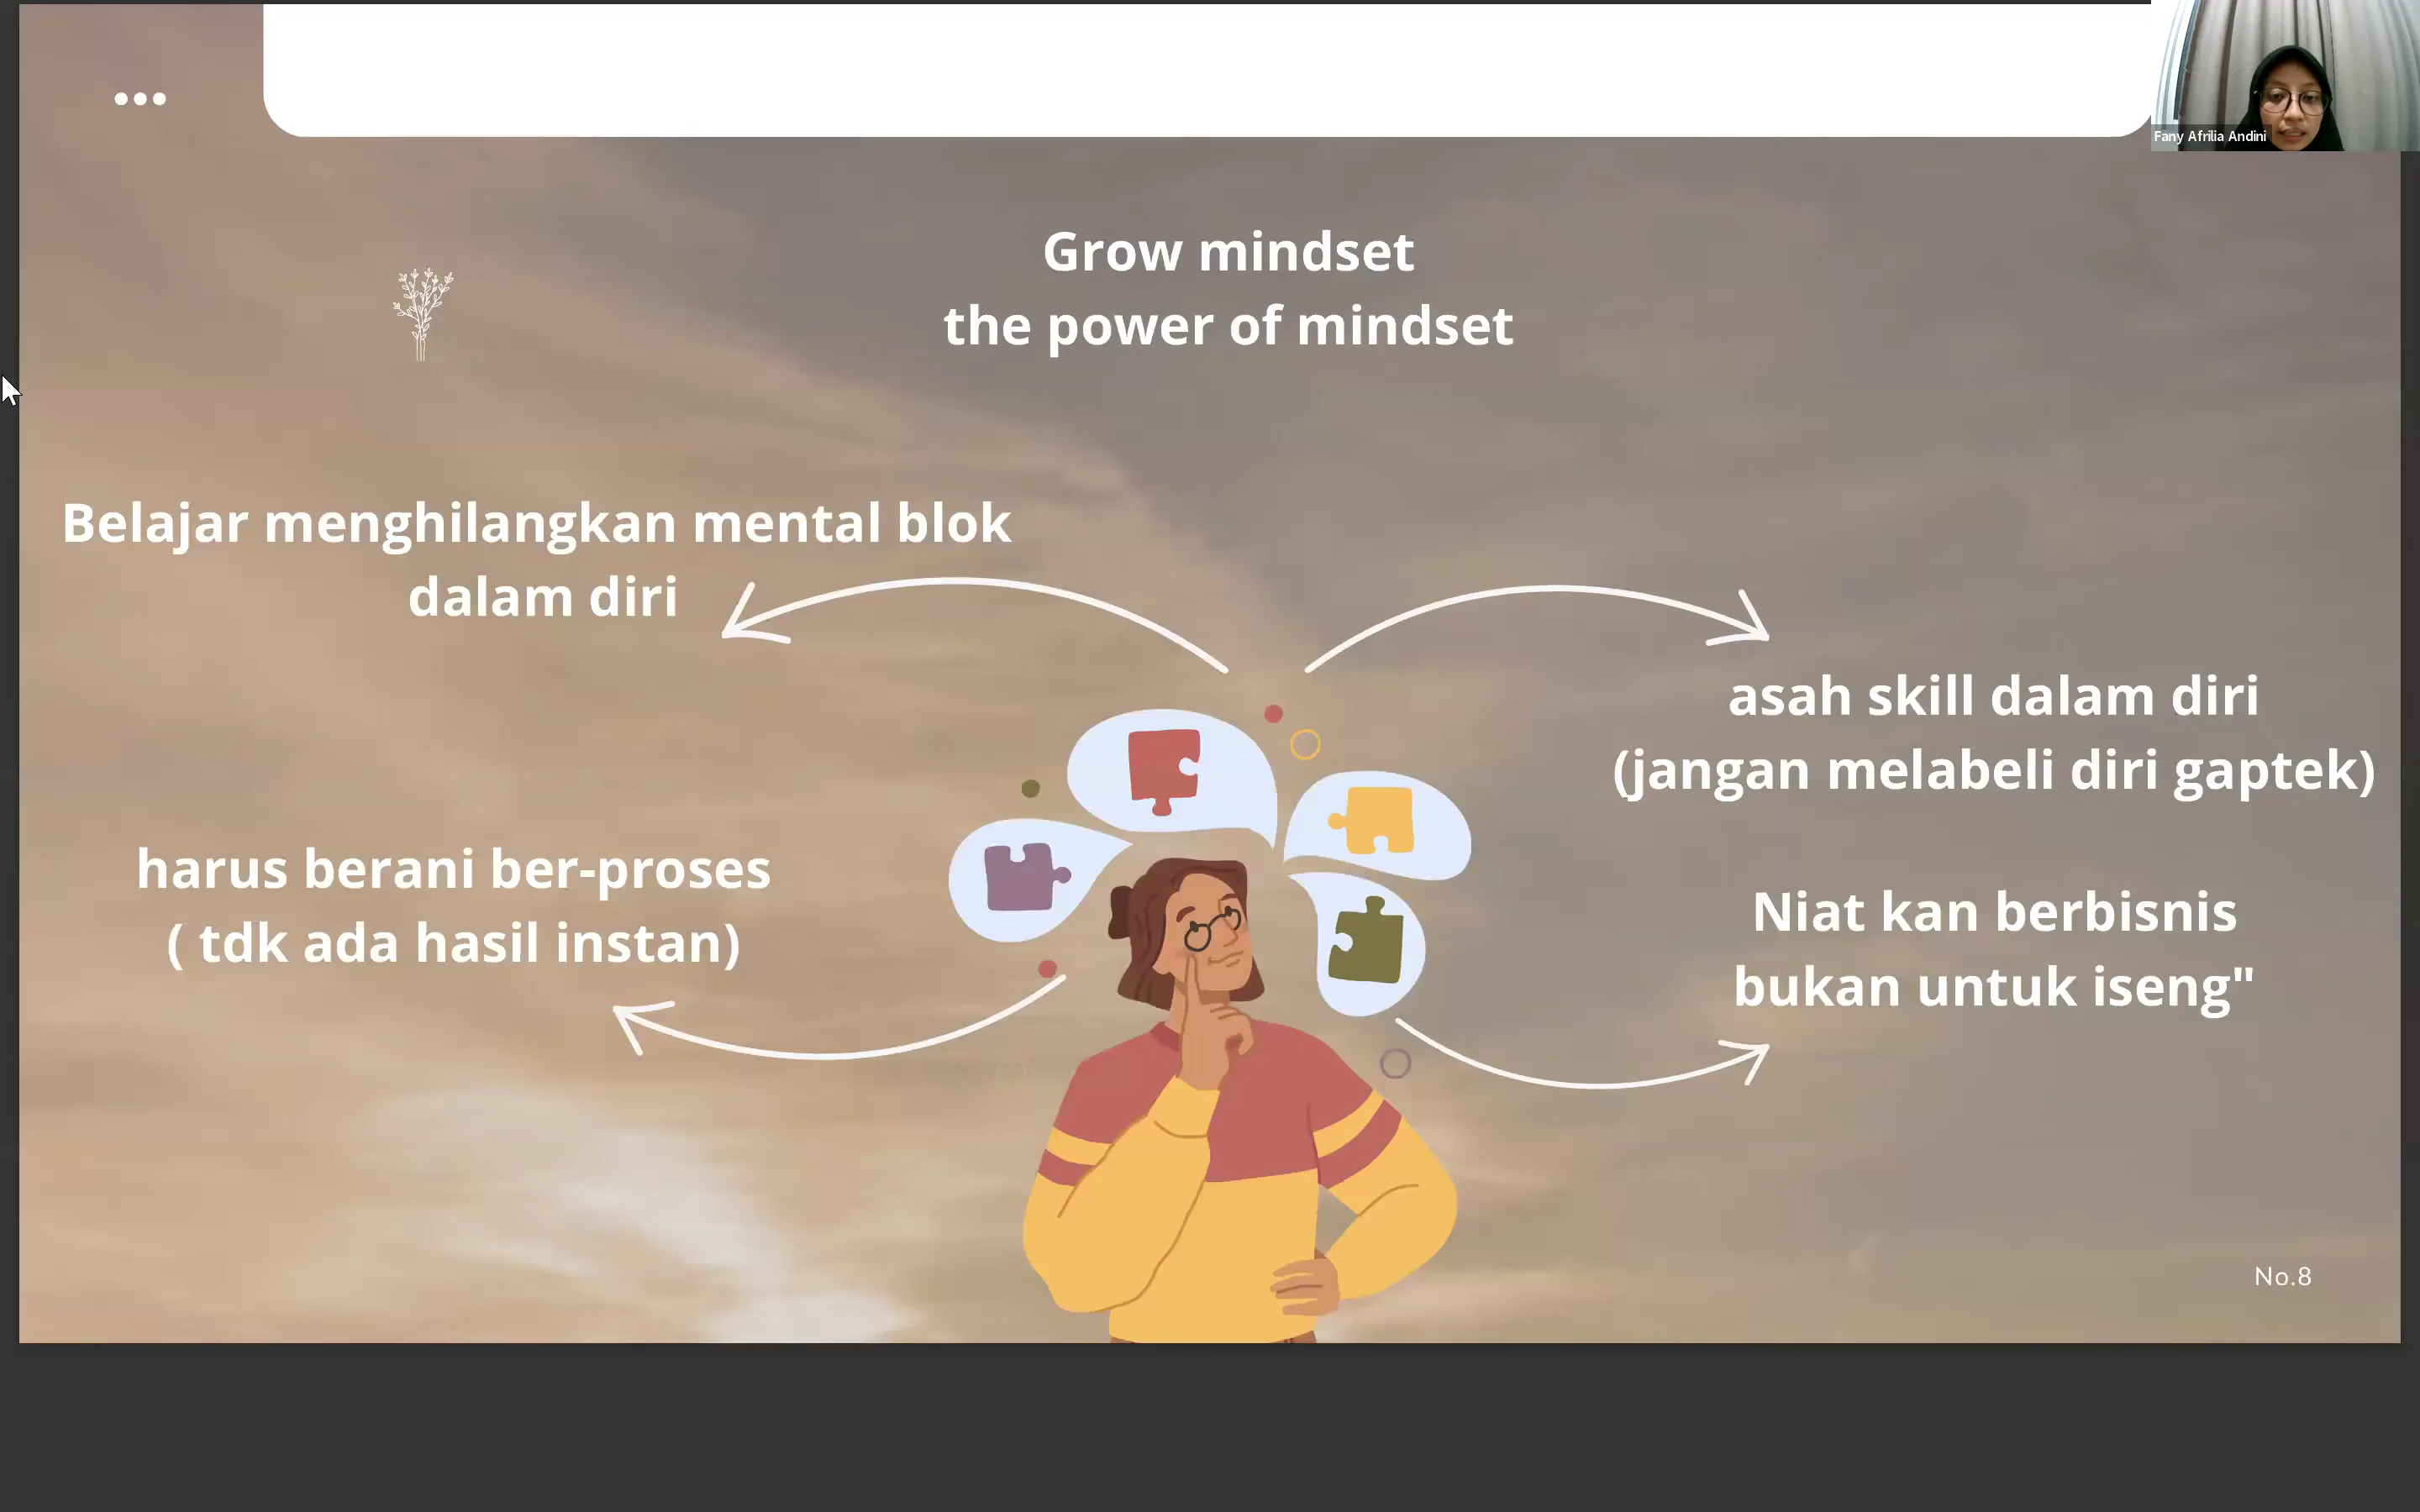 Fany Afrilia Andini
Grow mindset
the power of mindset
Belajar menghilangkan mental blok
dalam diri
asah skill dalam diri
(jangan melabeli diri gaptek)
harus berani ber-proses
( tdk ada hasil instan)
Niat kan berbisnis
bukan untuk iseng"
No.8